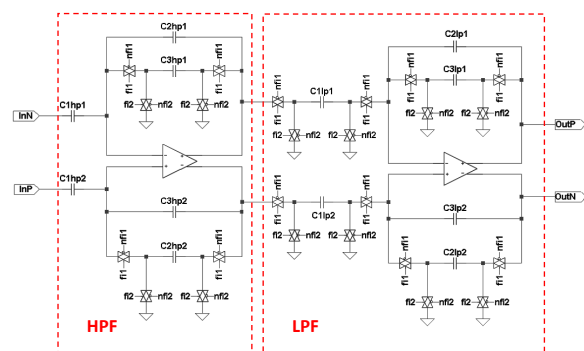 C2hp1
C2lp1
nfi1
C3hp1
nfi1
nfi1
C3lp1
nfi1
fi1
fi1
fi1
fi1
nfi1
C1lp1
nfi1
C1hp1
fi2
nfi2
fi2
nfi2
fi1
fi1
fi2
nfi2
fi2
nfi2
InN
fi2
nfi2
fi2
nfi2
OutP
InP
C1hp2
nfi1
nfi1
OutN
C3hp2
C1lp2
C3lp2
fi1
fi1
nfi1
C2hp2
nfi1
fi2
nfi2
fi2
nfi2
nfi1
C2lp2
nfi1
fi1
fi1
fi1
fi1
fi2
nfi2
fi2
nfi2
fi2
nfi2
fi2
nfi2
HPF
LPF